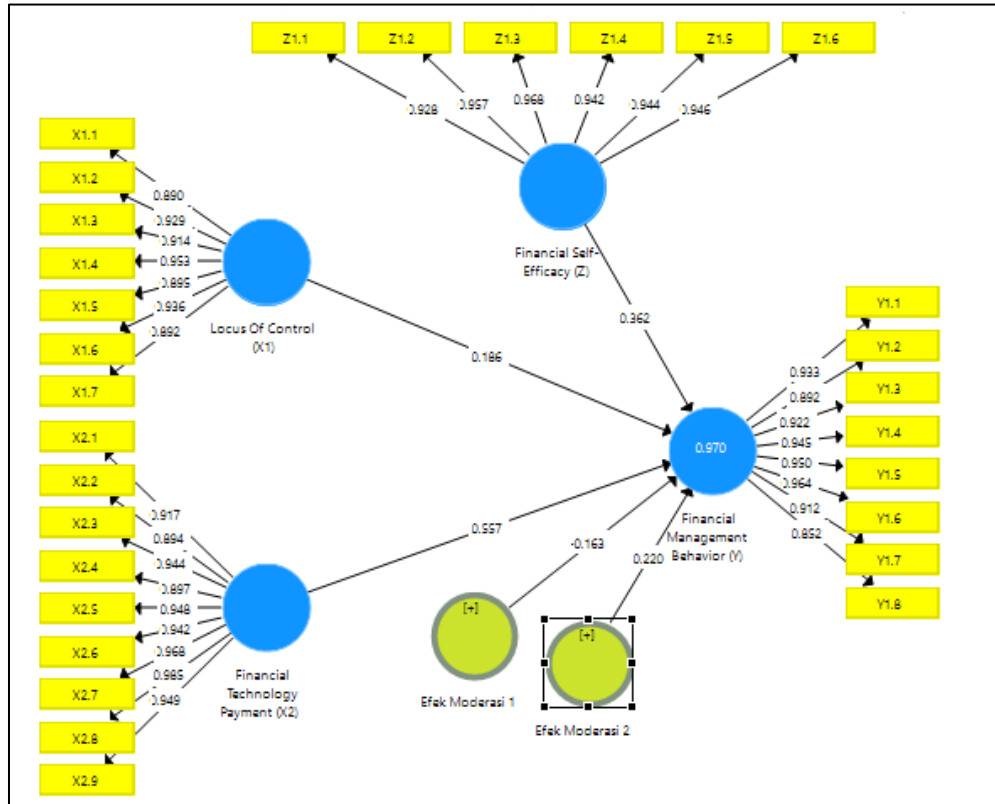 Z1.1
Z1.2
Z1.3
Z1.4
Z1.5
Z1.6
0.928
0.957
0.968
0.942
0.944
0.946
X1.1
X1.2
X1.3
X1.4
X1.5
X1.6
X1.7
0.890
0.929
0.914
0.953
0.895
0.936
0.892
Locus Of Control
(X1)
Financial Self-
Efficacy (Z)
0.362
0.186
X2.1
X2.2
X2.3
X2.4
X2.5
X2.6
X2.7
X2.8
X2.9
0.917
0.894
0.944
0.897
0.948
0.942
0.968
0.985
0.949
Financial
Technology
Payment (X2)
0.557
-0.163
0.220
0.970
Financial
Management
Behavior (Y)
Y1.1
Y1.2
Y1.3
Y1.4
Y1.5
Y1.6
Y1.7
Y1.8
0.933
0.892
0.922
0.945
0.950
0.964
0.912
0.852
[+]
Efek Moderasi 1
[+]
Efek Moderasi 2